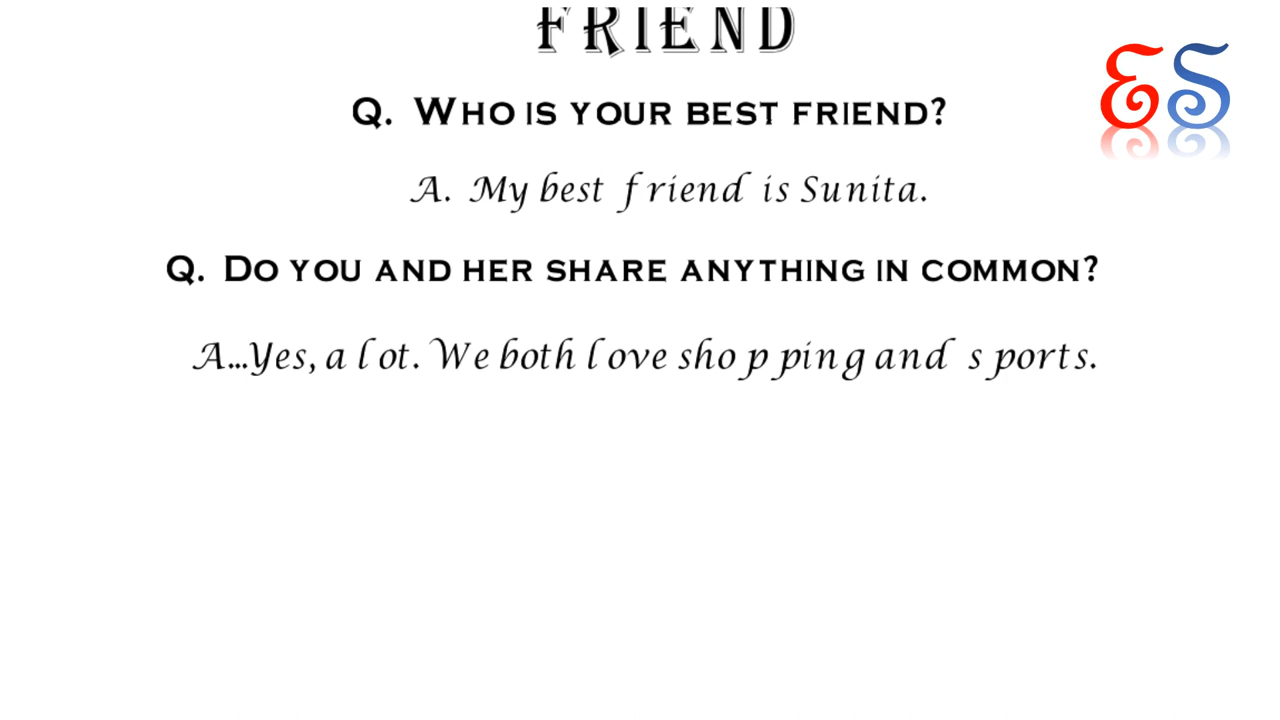 FRIEND
ES
Q. WHO IS YOUR BEST FRIEND?
A. My best friend is Sunita.
Q. DO YOU AND HER SHARE ANYTHING IN COMMON?
A...Yes, a lot. We both love shopping and sports.